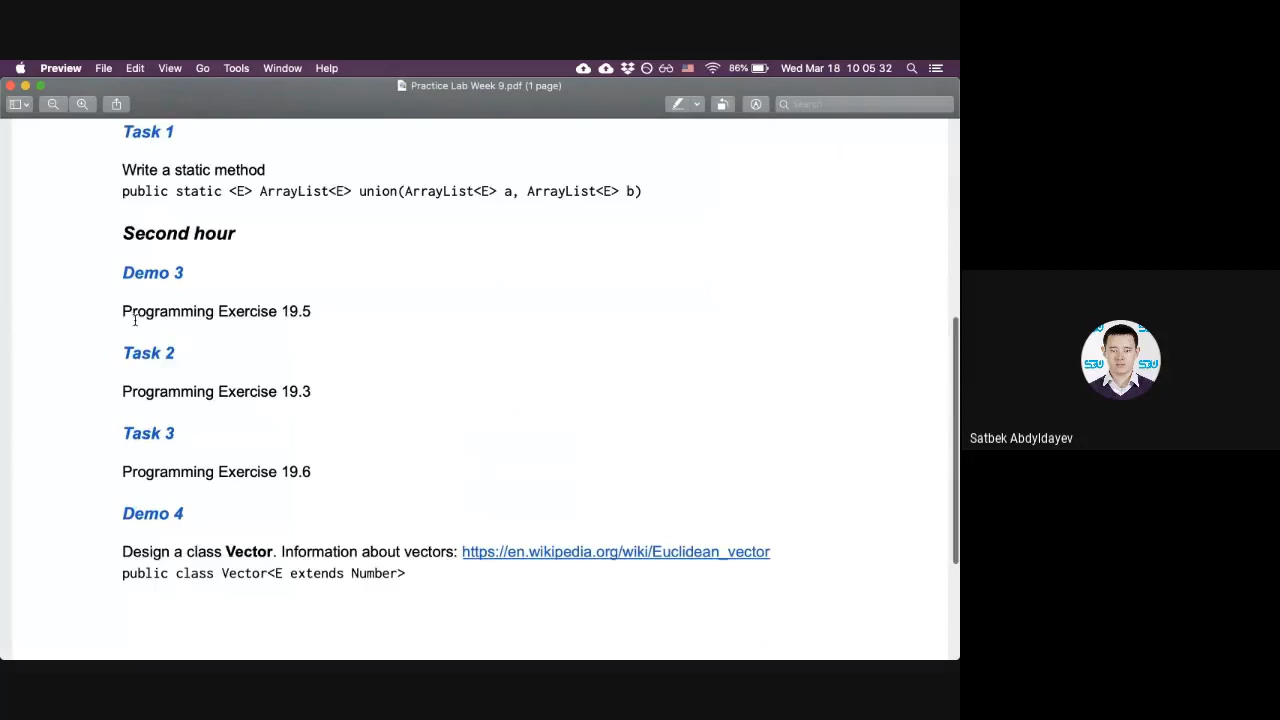 Preview File Edit View Go Tools Window Help 86% Wed Mar 18 10 05 32
Practice Lab Week 9.pdf (1 page)
Search
Task 1
Write a static method
public static <E> ArrayList<E> union(ArrayList<E> a, ArrayList<E> b)
Second hour
Demo 3
Programming Exercise 19.5
Task 2
Programming Exercise 19.3
Task 3
Programming Exercise 19.6
Demo 4
Design a class Vector. Information about vectors: https://en.wikipedia.org/wiki/Euclidean_vector
public class Vector<E extends Number>
Satbek Abdyldayev